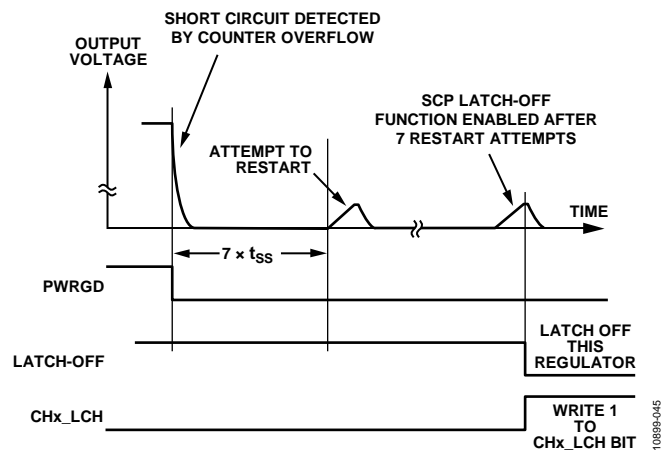 SHORT CIRCUIT DETECTED
BY COUNTER OVERFLOW
OUTPUT
VOLTAGE
SCP LATCH-OFF
FUNCTION ENABLED AFTER
7 RESTART ATTEMPTS
ATTEMPT TO
RESTART
TIME
7 × tSS
PWRGD
LATCH-OFF
LATCH OFF
THIS
REGULATOR
CHx_LCH
WRITE 1
TO
CHx_LCH BIT
10899-045